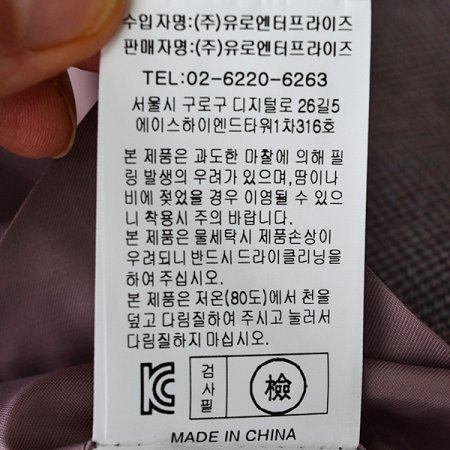 수입자명:(주)유로엔터프라이즈
판매자명:(주)유로엔터프라이즈
TEL:02-6220-6263
서울시 구로구 디지털로 26길5
에이스하이엔드타워1차316호
본 제품은 과도한 마찰에 의해 필
링 발생의 우려가 있으며,땀이나
비에 젖었을 경우 이염될 수 있으
니 착용시 주의 바랍니다.
본 제품은 물세탁시 제품손상이
우려되니 반드시 드라이클리닝을
하여 주십시오.
본 제품은 저온(80도)에서 천을
덮고 다림질하여 주시고 눌러서
다림질하지 마십시오.
KC 검사필 檢
MADE IN CHINA